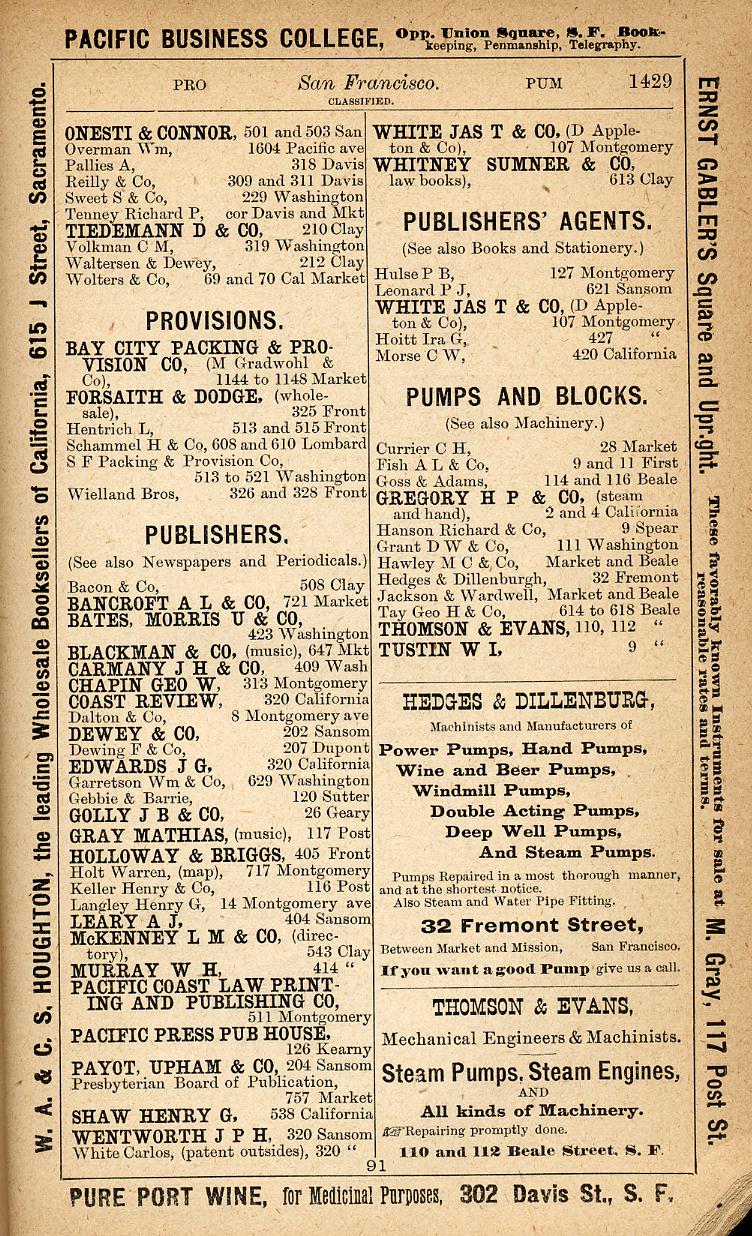 PACIFIC BUSINESS COLLEGE, Opp. Union Square, S. F. Book-
keeping, Penmanship, Telegraphy.
PRO San Francisco. PUM 1429
CLASSIFIED.
ONESTI & CONNOR, 501 and 503 San
Overman Wm, 1604 Pacific ave
Pallies A, 318 Davis
Reilly & Co, 309 and 311 Davis
Sweet S & Co, 229 Washington
Tenney Richard P, cor Davis and Mkt
TIEDEMANN D & CO, 210 Clay
Volkman C M, 319 Washington
Waltersen & Dewey, 212 Clay
Wolters & Co, 69 and 70 Cal Market
PROVISIONS.
BAY CITY PACKING & PRO-
VISION CO, (M Gradwohl &
Co), 1144 to 1148 Market
FORSAITH & DODGE, (whole-
sale), 325 Front
Hentrich L, 513 and 515 Front
Schammel H & Co, 608 and 610 Lombard
S F Packing & Provision Co,
513 to 521 Washington
Wielland Bros, 326 and 328 Front
PUBLISHERS.
(See also Newspapers and Periodicals.)
Bacon & Co, 508 Clay
BANCROFT A L & CO, 721 Market
BATES, MORRIS U & CO,
423 Washington
BLACKMAN & CO, (music), 647 Mkt
CARMANY J H & CO, 409 Wash
CHAPIN GEO W, 313 Montgomery
COAST REVIEW, 320 California
Dalton & Co, 8 Montgomery ave
DEWEY & CO, 202 Sansom
Dewing F & Co, 207 Dupont
EDWARDS J G, 320 California
Garretson Wm & Co, 629 Washington
Gebbie & Barrie, 120 Sutter
GOLLY J B & CO, 26 Geary
GRAY MATHIAS, (music), 117 Post
HOLLOWAY & BRIGGS, 405 Front
Holt Warren, (map), 717 Montgomery
Keller Henry & Co, 116 Post
Langley Henry G, 14 Montgomery ave
LEARY A J, 404 Sansom
McKENNEY L M & CO, (direc-
tory), 543 Clay
MURRAY W H, 414 "
PACIFIC COAST LAW PRINT-
ING AND PUBLISHING CO,
511 Montgomery
PACIFIC PRESS PUB HOUSE,
126 Kearny
PAYOT, UPHAM & CO, 204 Sansom
Presbyterian Board of Publication,
757 Market
SHAW HENRY G, 538 California
WENTWORTH J P H, 320 Sansom
White Carlos, (patent outsides), 320 "
WHITE JAS T & CO, (D Apple-
ton & Co), 107 Montgomery
WHITNEY SUMNER & CO,
law books), 613 Clay
PUBLISHERS' AGENTS.
(See also Books and Stationery.)
Hulse P B, 127 Montgomery
Leonard P J, 621 Sansom
WHITE JAS T & CO, (D Apple-
ton & Co), 107 Montgomery
Hoitt Ira G, 427 "
Morse C W, 420 California
PUMPS AND BLOCKS.
(See also Machinery.)
Currier C H, 28 Market
Fish A L & Co, 9 and 11 First
Goss & Adams, 114 and 116 Beale
GREGORY H P & CO, (steam
and hand), 2 and 4 California
Hanson Richard & Co, 9 Spear
Grant D W & Co, 111 Washington
Hawley M C & Co, Market and Beale
Hedges & Dillenburgh, 32 Fremont
Jackson & Wardwell, Market and Beale
Tay Geo H & Co, 614 to 618 Beale
THOMSON & EVANS, 110, 112 "
TUSTIN W I, 9 "
HEDGES & DILLENBURG,
Machinists and Manufacturers of
Power Pumps, Hand Pumps,
Wine and Beer Pumps,
Windmill Pumps,
Double Acting Pumps,
Deep Well Pumps,
And Steam Pumps.
Pumps Repaired in a most thorough manner,
and at the shortest notice.
Also Steam and Water Pipe Fitting.
32 Fremont Street,
Between Market and Mission, San Francisco.
If you want a good Pump give us a call.
THOMSON & EVANS,
Mechanical Engineers & Machinists.
Steam Pumps, Steam Engines,
AND
All kinds of Machinery.
Repairing promptly done.
110 and 112 Beale Street, S. F.
91
PURE PORT WINE, for Medicinal Purposes, 302 Davis St., S. F.
W. A. & C. S. HOUGHTON, the leading Wholesale Booksellers of California, 615 J Street, Sacramento.
ERNST GABLER'S Square and Upr.ght. These favorably known Instruments for sale at M. Gray, 117 Post St.
reasonable rates and terms.